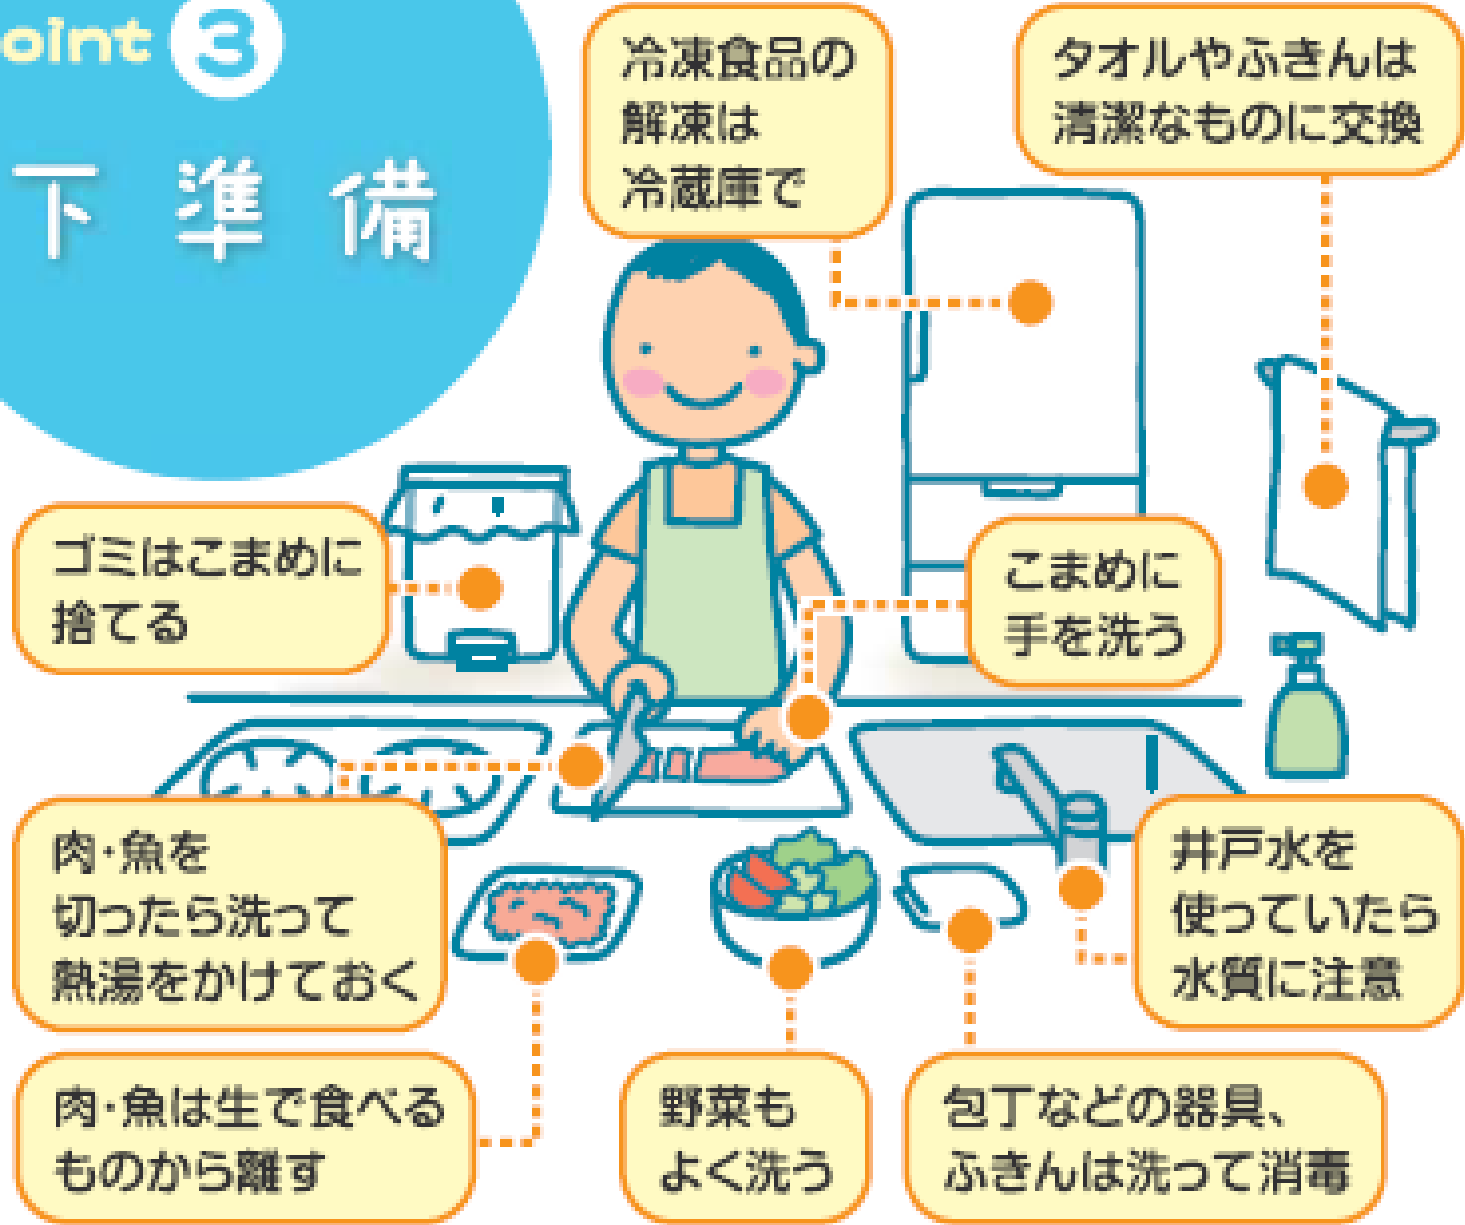 oint 3
下準備
冷凍食品の
解凍は
冷蔵庫で
タオルやふきんは
清潔なものに交換
ゴミはこまめに
捨てる
こまめに
手を洗う
肉・魚を
切ったら洗って
熱湯をかけておく
井戸水を
使っていたら
水質に注意
肉・魚は生で食べる
ものから離す
野菜も
よく洗う
包丁などの器具、
ふきんは洗って消毒